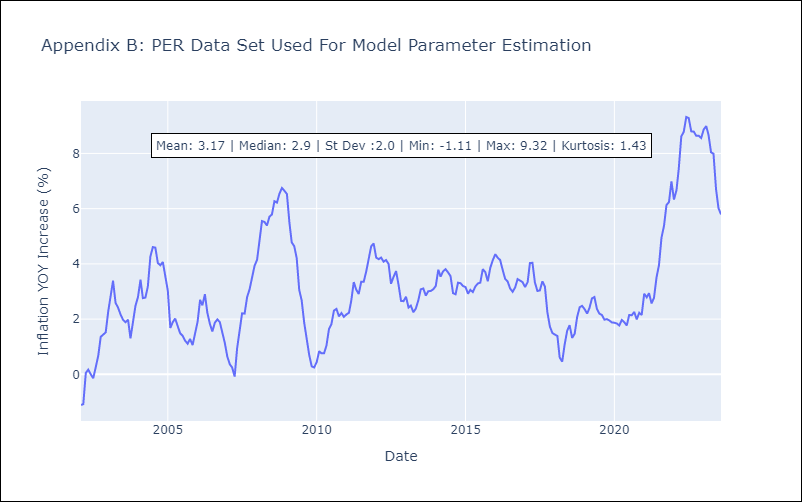 Appendix B: PER Data Set Used For Model Parameter Estimation
Mean: 3.17 | Median: 2.9 | St Dev :2.0 | Min: -1.11 | Max: 9.32 | Kurtosis: 1.43
Inflation YOY Increase (%)
8
6
4
2
0
2005
2010
2015
2020
Date